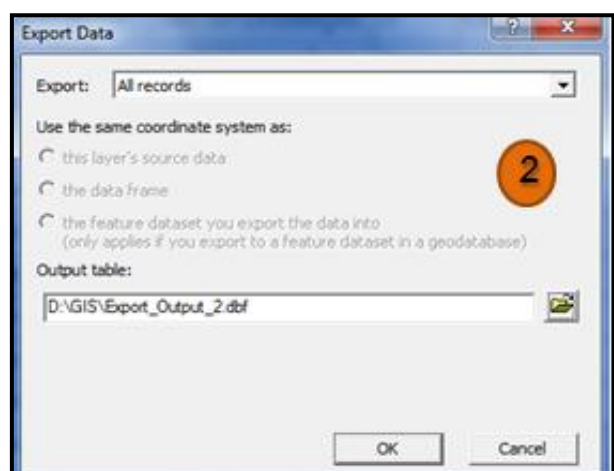 Export Data
Export: All records
Use the same coordinate system as:
this layer's source data
the data frame
the feature dataset you export the data into
(only applies if you export to a feature dataset in a geodatabase)
2
Output table:
D:\GIS\Export_Output_2.dbf
OK Cancel